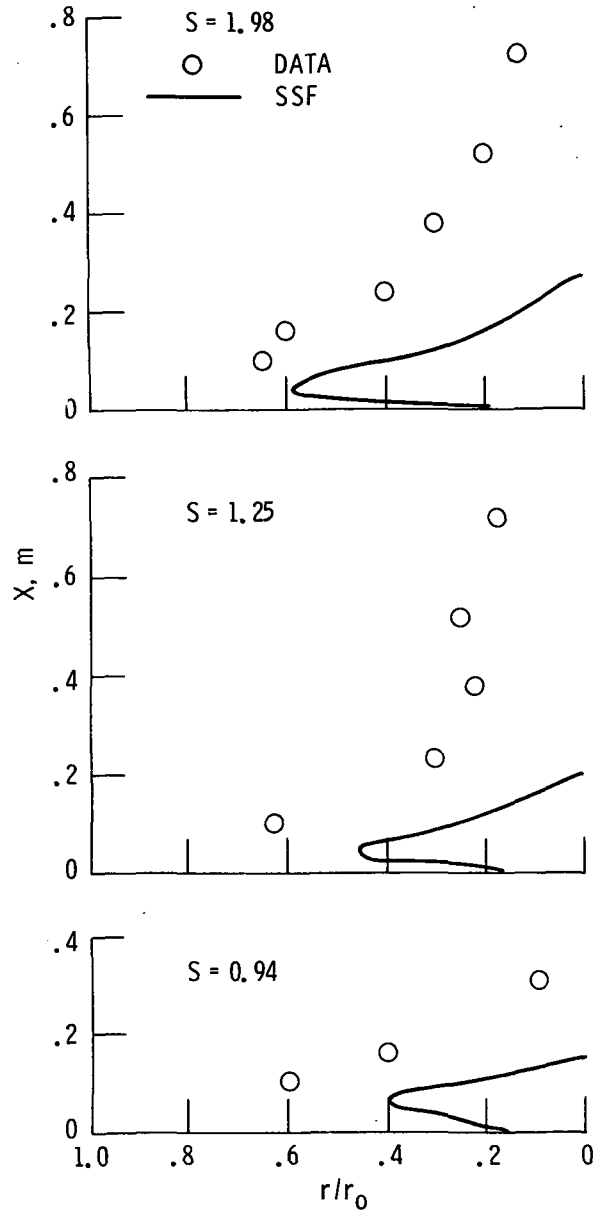 .8
S = 1.98
DATA
SSF
.6
.4
.2
0
.8
S = 1.25
X, m
.6
.4
.2
0
.4
S = 0.94
.2
0
1.0 .8 .6 .4 .2 0
r/r₀